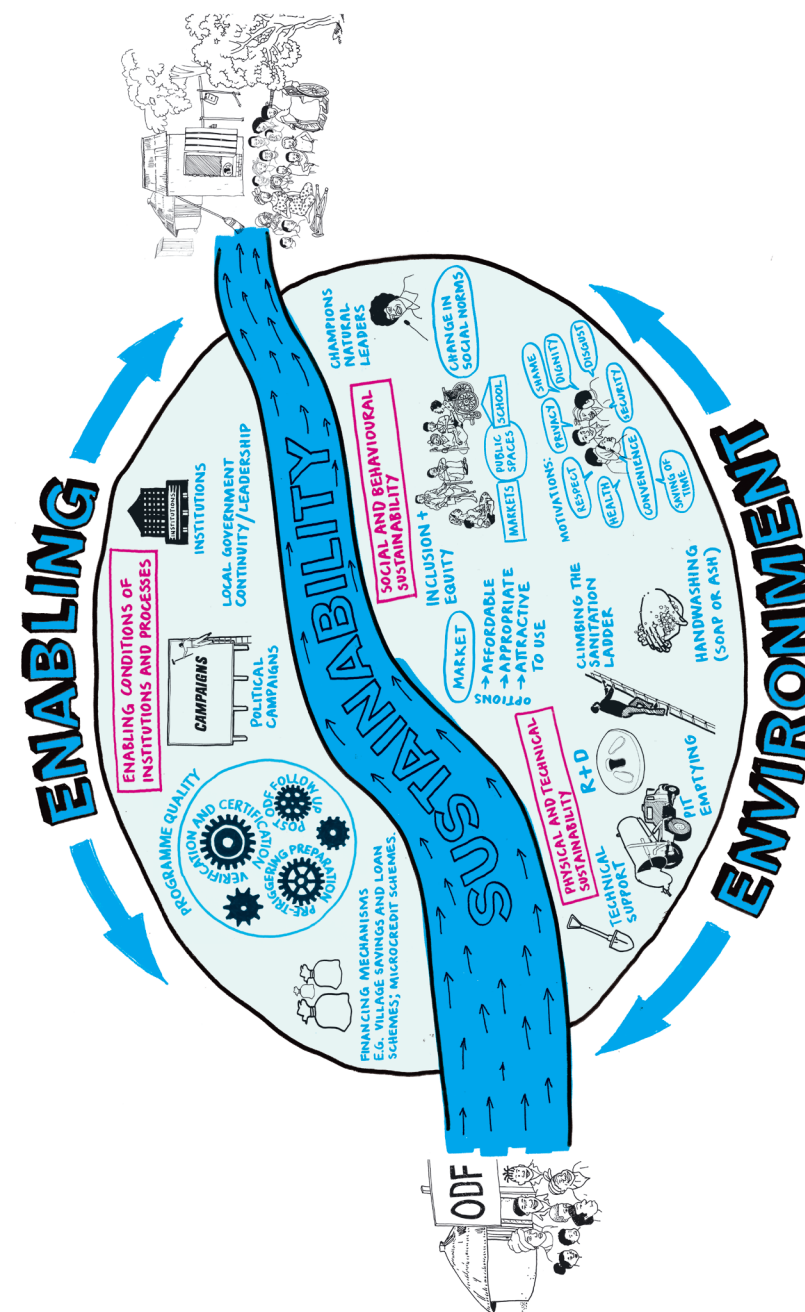 ENABLING
ENABLING CONDITIONS OF
INSTITUTIONS AND PROCESSES
PROGRAMME QUALITY
VERIFICATION AND CERTIFICATION
PRE-TRIGGERING PREPARATION
POST ODF FOLLOW UP
CAMPAIGNS
POLITICAL
CAMPAIGNS
INSTITUTIONS
INSTITUTIONS
LOCAL GOVERNMENT
CONTINUITY/LEADERSHIP
FINANCING MECHANISMS
E.G. VILLAGE SAVINGS AND LOAN
SCHEMES; MICROCREDIT SCHEMES.
ODF
SUSTAINABILITY
SOCIAL AND BEHAVIOURAL
SUSTAINABILITY
CHAMPIONS
NATURAL
LEADERS
INCLUSION +
EQUITY
MARKETS
PUBLIC
SPACES
SCHOOL
CHANGE IN
SOCIAL NORMS
MARKET
OPTIONS
→ AFFORDABLE
→ APPROPRIATE
→ ATTRACTIVE
TO USE
MOTIVATIONS:
RESPECT
PRIVACY
SHAME
DIGNITY
DISGUST
HEALTH
CONVENIENCE
SECURITY
SAVING OF
TIME
PHYSICAL AND TECHNICAL
SUSTAINABILITY
R+D
CLIMBING THE
SANITATION
LADDER
TECHNICAL
SUPPORT
PIT
EMPTYING
HANDWASHING
(SOAP OR ASH)
ENVIRONMENT